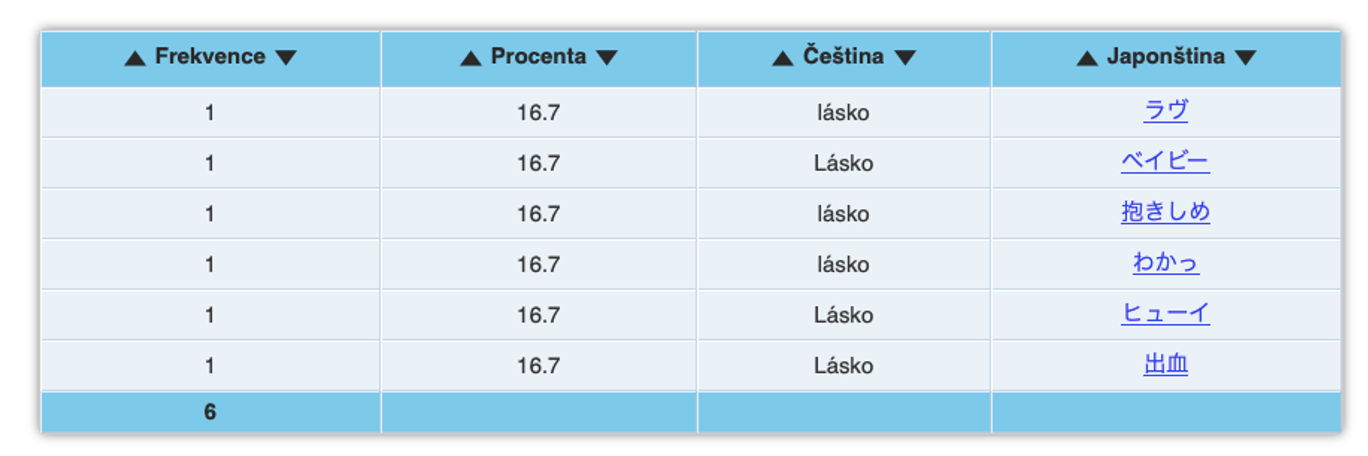 ▲ Frekvence ▼ ▲ Procenta ▼ ▲ Čeština ▼ ▲ Japonština ▼
1 16.7 lásko ラヴ
1 16.7 Lásko ベイビー
1 16.7 lásko 抱きしめ
1 16.7 lásko わかっ
1 16.7 Lásko ヒューイ
1 16.7 Lásko 出血
6